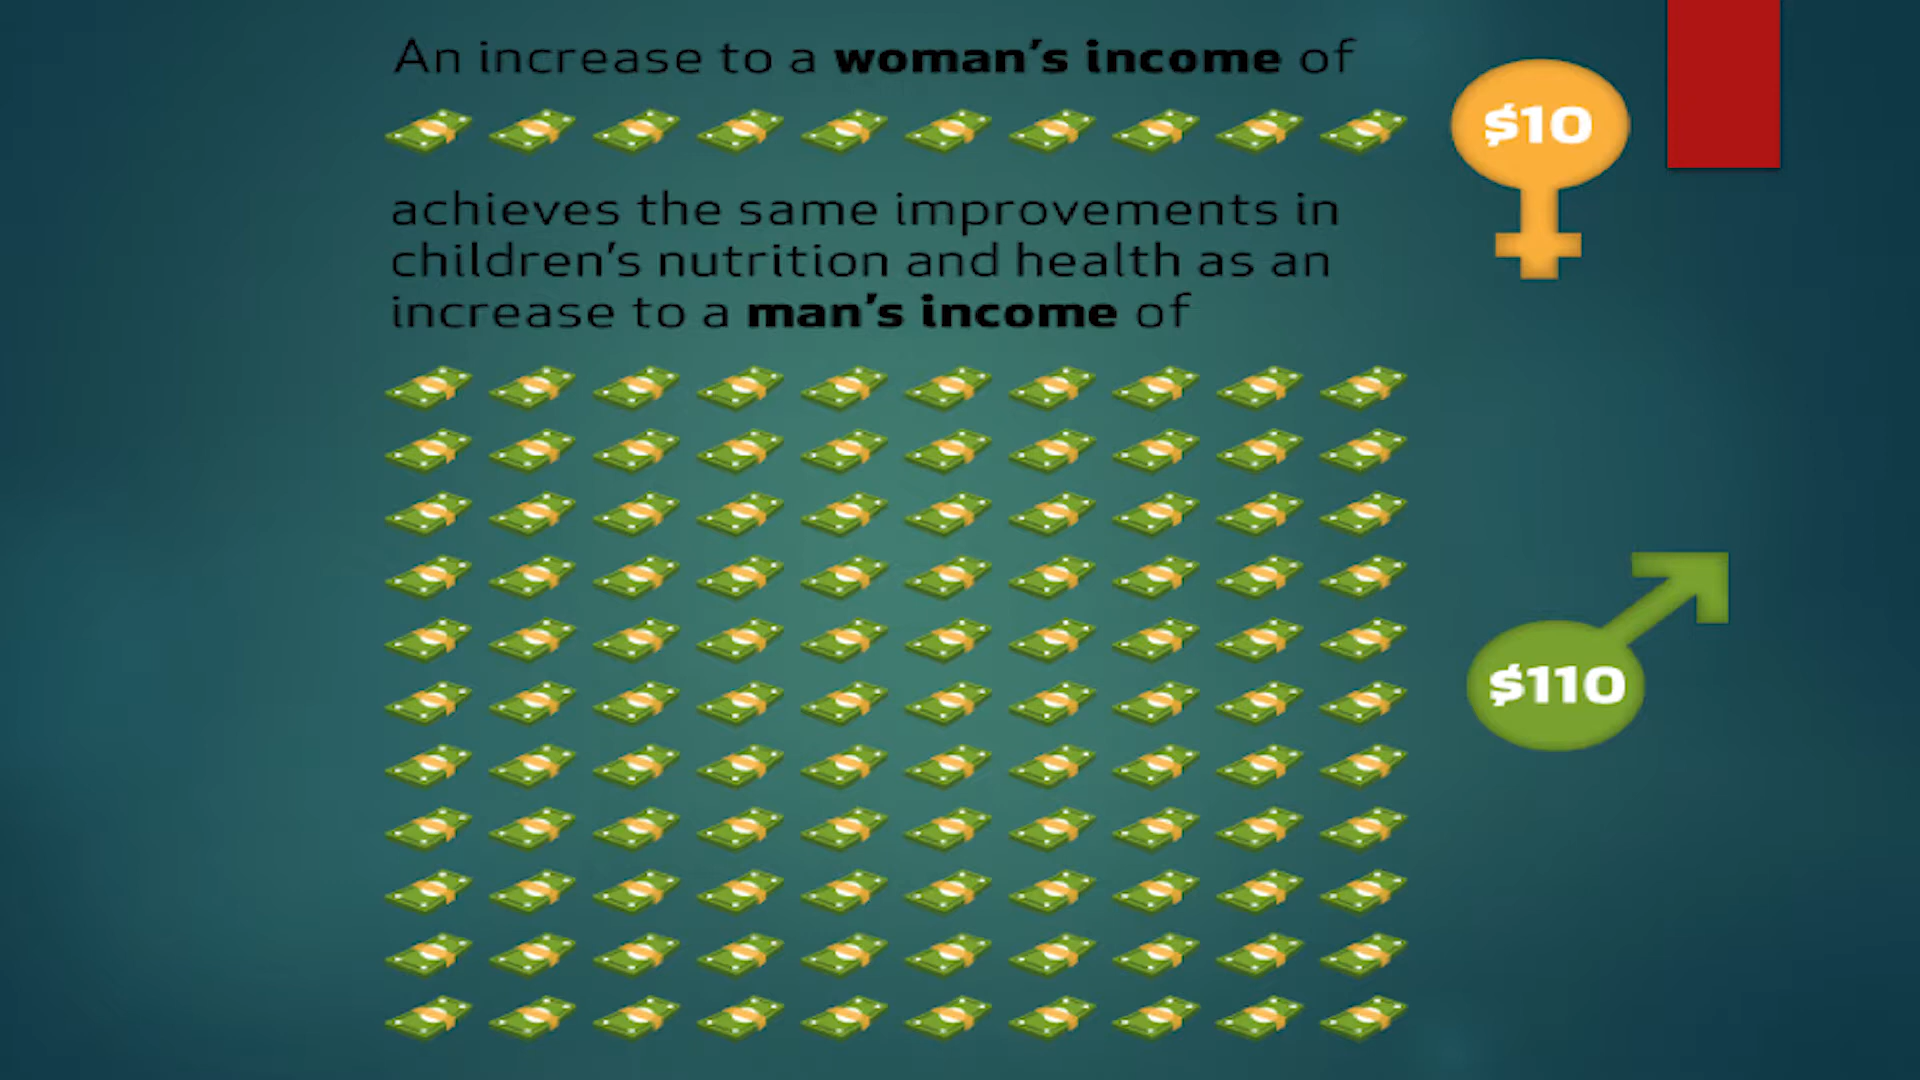 An increase to a woman's income of
$10
achieves the same improvements in
children's nutrition and health as an
increase to a man's income of
$110